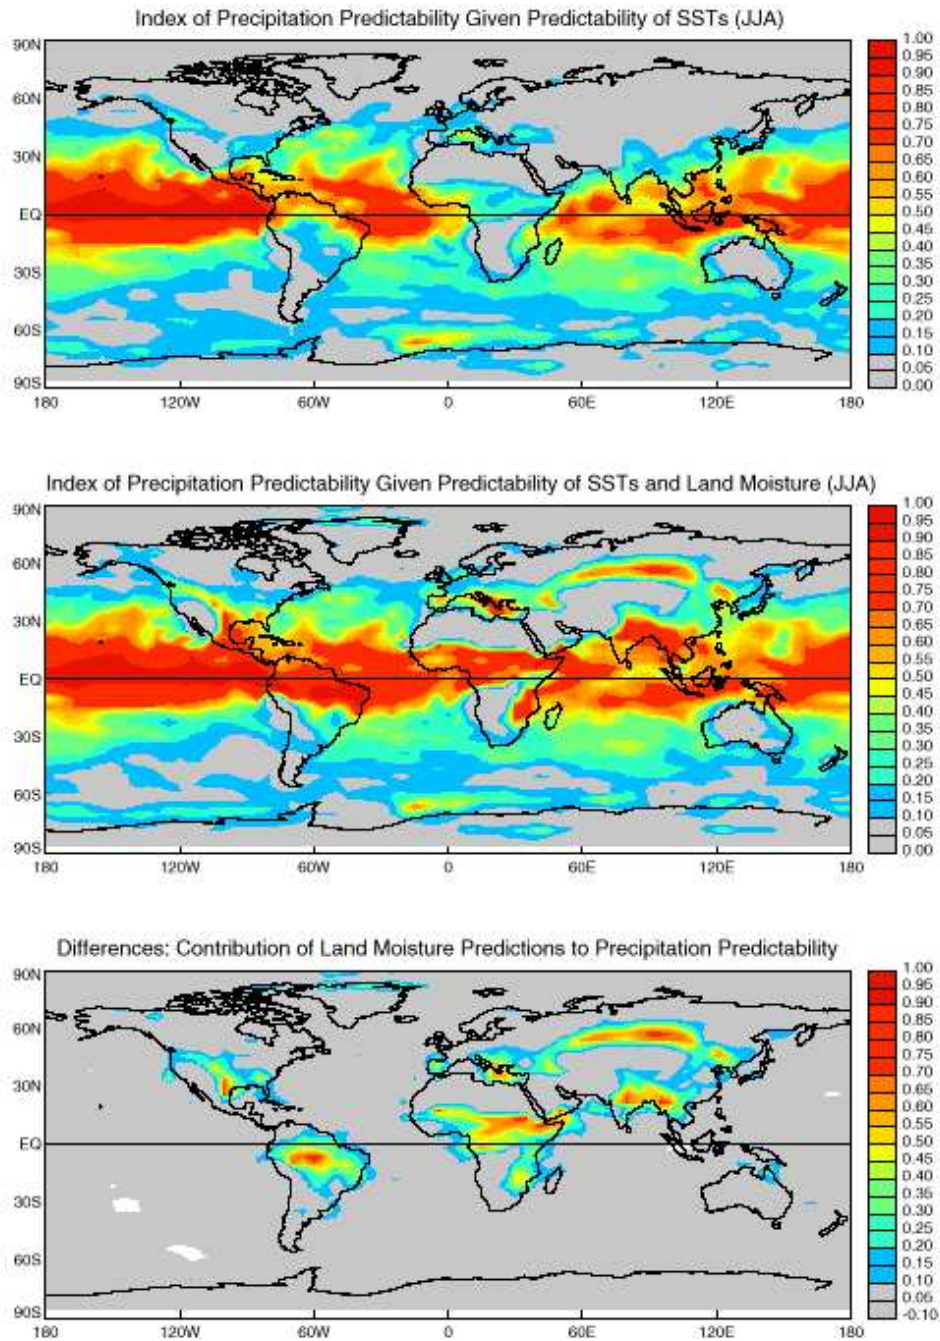 Index of Precipitation Predictability Given Predictability of SSTs (JJA)
90N
60N
30N
EQ
30S
60S
90S
180
120W
60W
0
60E
120E
180
1.00
0.95
0.90
0.85
0.80
0.75
0.70
0.65
0.60
0.55
0.50
0.45
0.40
0.35
0.30
0.25
0.20
0.15
0.10
0.05
0.00
Index of Precipitation Predictability Given Predictability of SSTs and Land Moisture (JJA)
90N
60N
30N
EQ
30S
60S
90S
180
120W
60W
0
60E
120E
180
1.00
0.95
0.90
0.85
0.80
0.75
0.70
0.65
0.60
0.55
0.50
0.45
0.40
0.35
0.30
0.25
0.20
0.15
0.10
0.05
0.00
Differences: Contribution of Land Moisture Predictions to Precipitation Predictability
90N
60N
30N
EQ
30S
60S
90S
180
120W
60W
0
60E
120E
180
1.00
0.95
0.90
0.85
0.80
0.75
0.70
0.65
0.60
0.55
0.50
0.45
0.40
0.35
0.30
0.25
0.20
0.15
0.10
0.05
-0.10